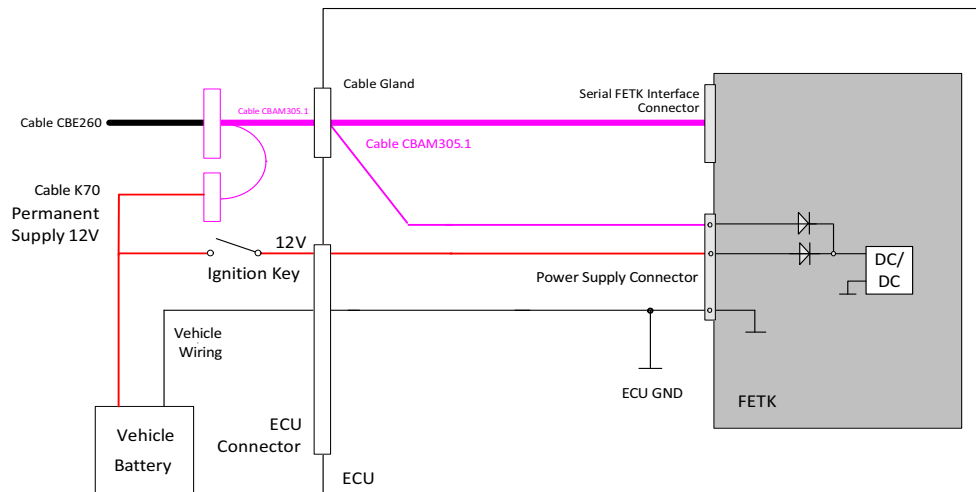 Cable Gland
Serial FETK Interface
Connector
Cable CBAM305.1
Cable CBE260
Cable CBAM305.1
Cable K70
Permanent
Supply 12V
12V
Ignition Key
Power Supply Connector
DC/
DC
Vehicle
Wiring
ECU GND
FETK
ECU
Connector
Vehicle
Battery
ECU